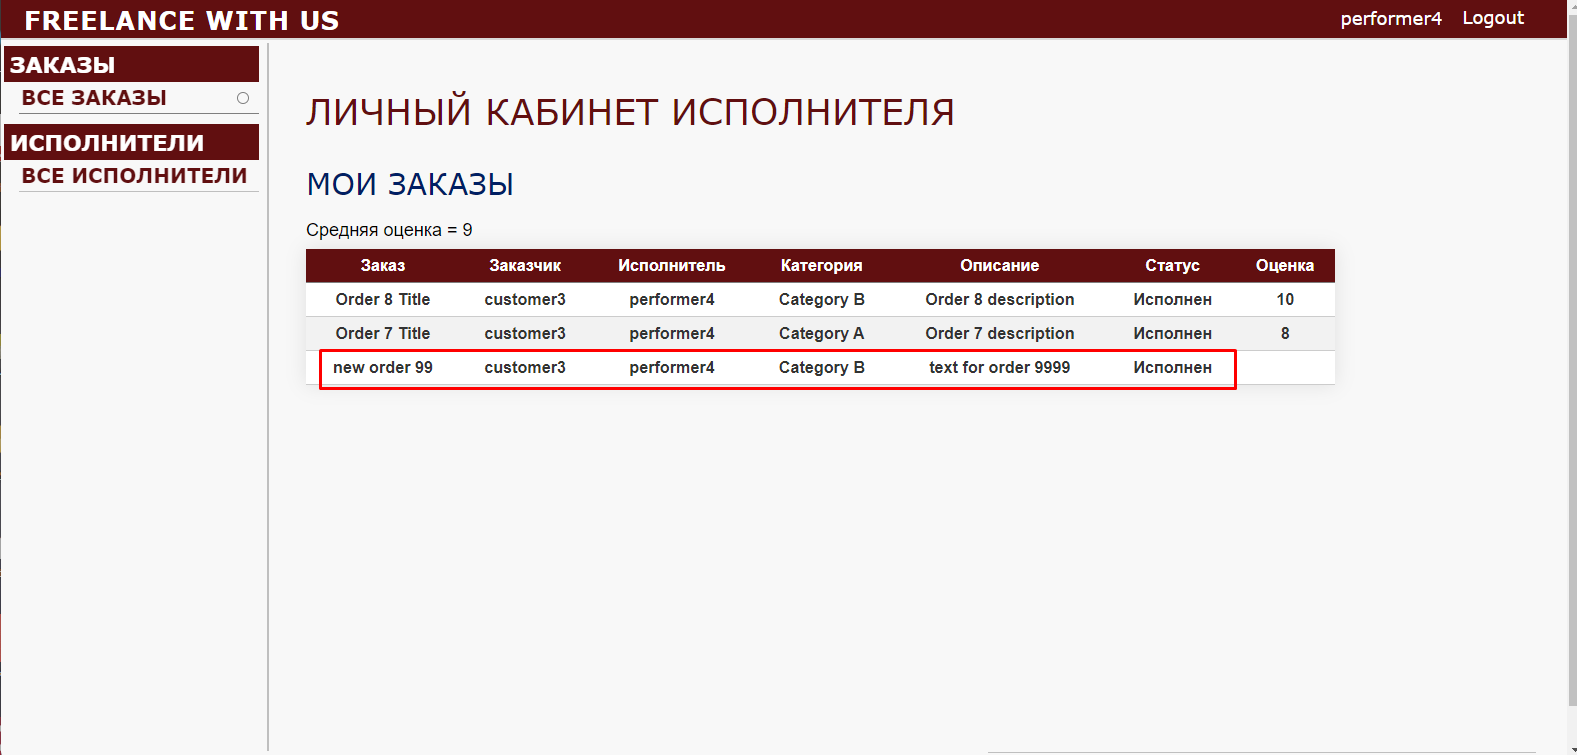 FREELANCE WITH US
performer4 Logout
ЗАКАЗЫ
ВСЕ ЗАКАЗЫ
ИСПОЛНИТЕЛИ
ВСЕ ИСПОЛНИТЕЛИ
ЛИЧНЫЙ КАБИНЕТ ИСПОЛНИТЕЛЯ
МОИ ЗАКАЗЫ
Средняя оценка = 9
Заказ Заказчик Исполнитель Категория Описание Статус Оценка
Order 8 Title customer3 performer4 Category B Order 8 description Исполнен 10
Order 7 Title customer3 performer4 Category A Order 7 description Исполнен 8
new order 99 customer3 performer4 Category B text for order 9999 Исполнен